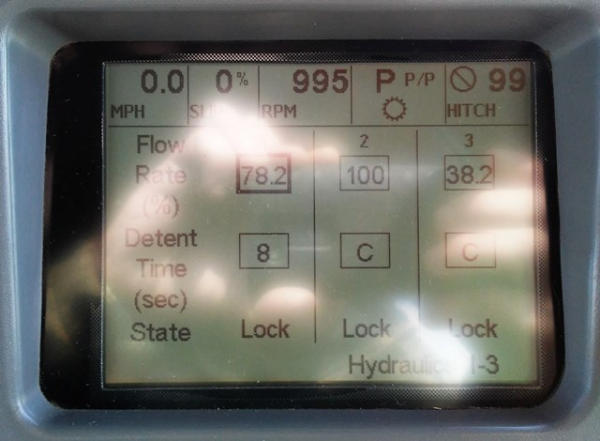 0.0 0% 995 P P/P 99
MPH RPM HITCH
Flow 2 3
Rate 78.2 100 38.2
(%)
Detent
8 C C
Time
(sec)
State Lock Lock Lock
Hydraulics 1-3